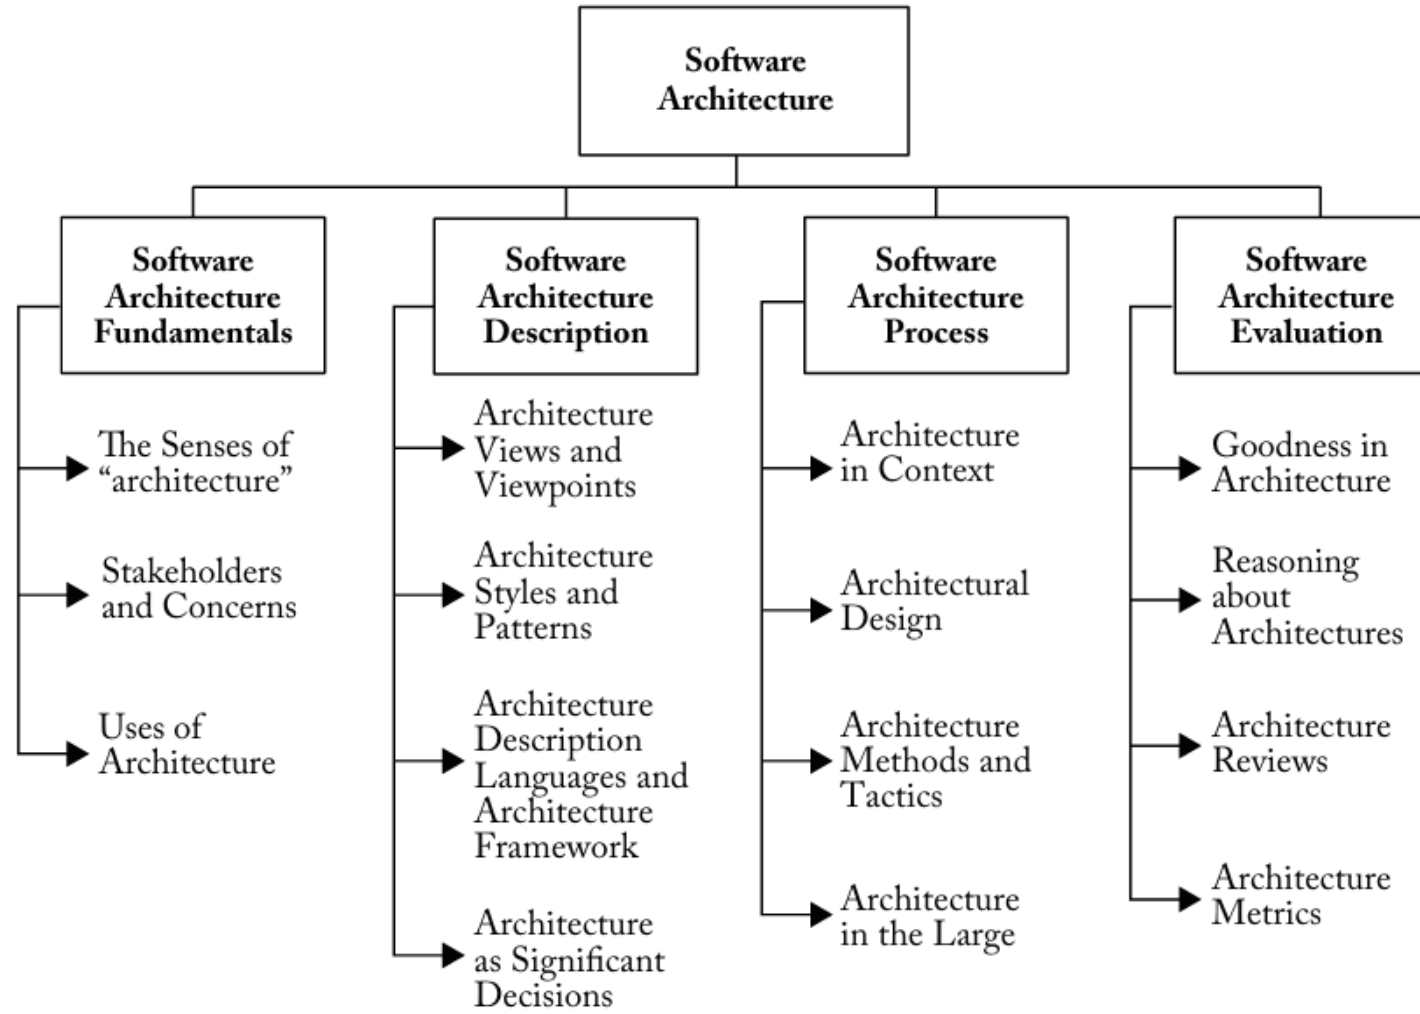 Software
Architecture
Software
Architecture
Fundamentals
The Senses of
“architecture”
Stakeholders
and Concerns
Uses of
Architecture
Software
Architecture
Description
Architecture
Views and
Viewpoints
Architecture
Styles and
Patterns
Architecture
Description
Languages and
Architecture
Framework
Architecture
as Significant
Decisions
Software
Architecture
Process
Architecture
in Context
Architectural
Design
Architecture
Methods and
Tactics
Architecture
in the Large
Software
Architecture
Evaluation
Goodness in
Architecture
Reasoning
about
Architectures
Architecture
Reviews
Architecture
Metrics